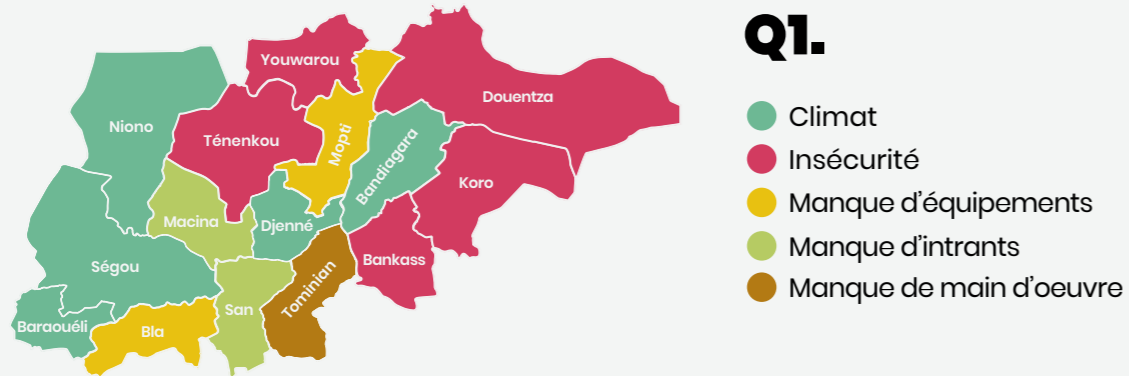 Q1.
Climat
Insécurité
Manque d'équipements
Manque d'intrants
Manque de main d'oeuvre
Youwarou
Douentza
Niono
Ténenkou
Mopti
Bandiagara
Koro
Macina
Djenné
Bankass
Ségou
Tominian
San
Baraouéli
Bla